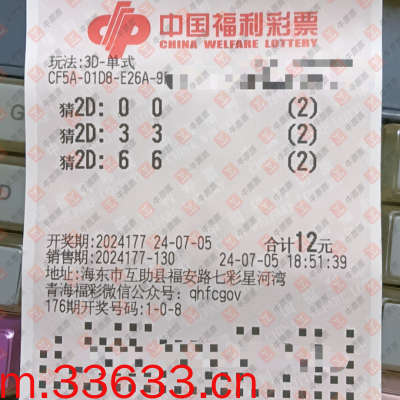 中国福利彩票
CHINA WELFARE LOTTERY
玩法:3D-单式
CF5A-01D8-E26A-9
猜2D: 0 0 (2)
猜2D: 3 3 (2)
猜2D: 6 6 (2)
开奖期:2024177 24-07-05 合计12元
销售期:2024177-130 24-07-05 18:51:39
地址:海东市互助县福安路七彩星河湾
青海福彩微信公众号: qhfcgov
176期开奖号码:1-0-8
m.33633.cn